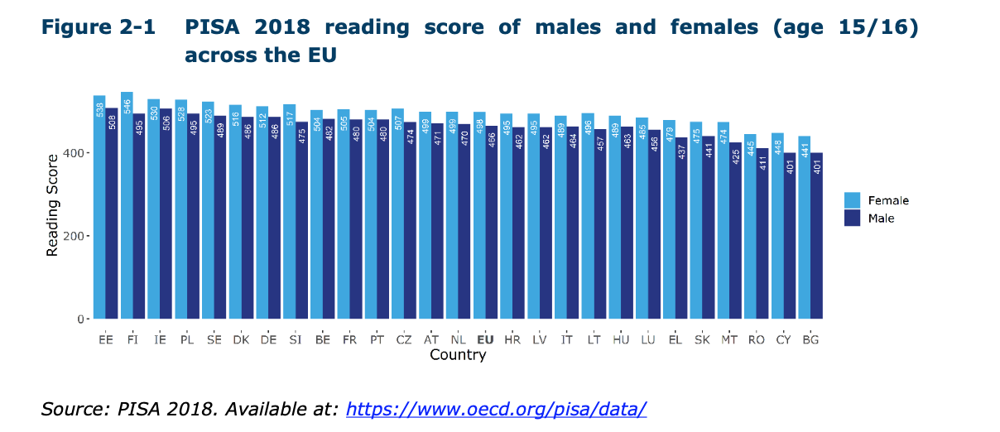 Figure 2-1 PISA 2018 reading score of males and females (age 15/16)
across the EU
538 508 546 495 530 506 528 495 523 489 516 486 512 486 517 475 504 482 505 480 504 480 507 474 499 471 499 470 498 466 495 462 495 462 489 464 496 457 489 463 485 456 479 437 475 441 474 425 445 411 448 401 441 401
400
200
0
Reading Score
Female
Male
EE FI IE PL SE DK DE SI BE FR PT CZ AT NL EU HR LV IT LT HU LU EL SK MT RO CY BG
Country
Source: PISA 2018. Available at: https://www.oecd.org/pisa/data/